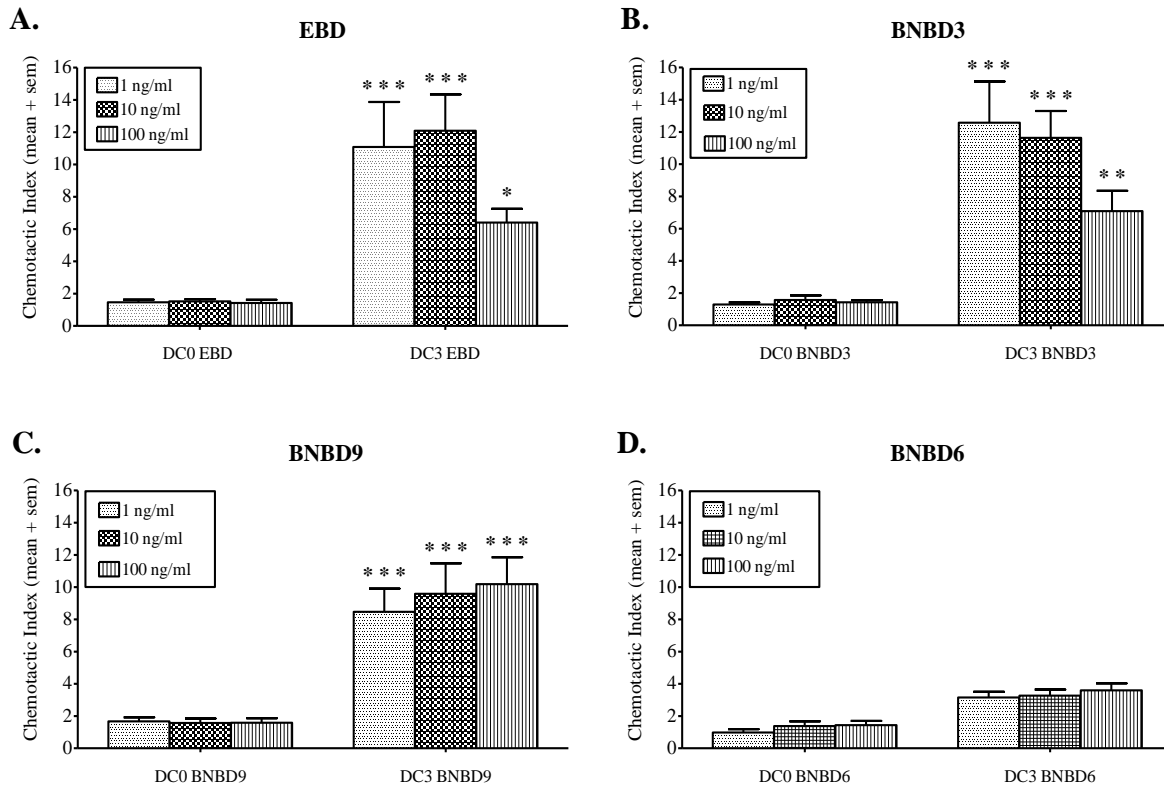 A.
EBD
Chemotactic Index (mean + sem)
16
14
12
10
8
6
4
2
0
1 ng/ml
10 ng/ml
100 ng/ml
* * *
* * *
*
DC0 EBD
DC3 EBD
B.
BNBD3
Chemotactic Index (mean + sem)
16
14
12
10
8
6
4
2
0
1 ng/ml
10 ng/ml
100 ng/ml
* * *
* * *
* *
DC0 BNBD3
DC3 BNBD3
C.
BNBD9
Chemotactic Index (mean + sem)
16
14
12
10
8
6
4
2
0
1 ng/ml
10 ng/ml
100 ng/ml
* * *
* * *
* * *
DC0 BNBD9
DC3 BNBD9
D.
BNBD6
Chemotactic Index (mean + sem)
16
14
12
10
8
6
4
2
0
1 ng/ml
10 ng/ml
100 ng/ml
DC0 BNBD6
DC3 BNBD6